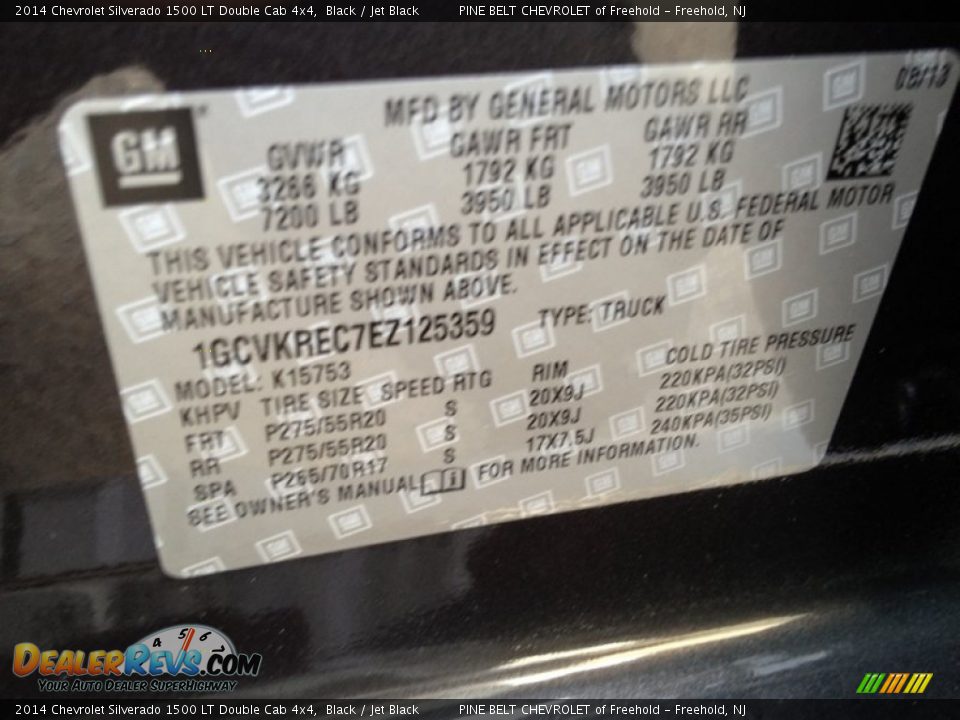 2014 Chevrolet Silverado 1500 LT Double Cab 4x4, Black / Jet Black PINE BELT CHEVROLET of Freehold - Freehold, NJ
MFD BY GENERAL MOTORS LLC 08/13
GM
GVWR GAWR FRT GAWR RR
3266 KG 1792 KG 1792 KG
7200 LB 3950 LB 3950 LB
THIS VEHICLE CONFORMS TO ALL APPLICABLE U.S. FEDERAL MOTOR
VEHICLE SAFETY STANDARDS IN EFFECT ON THE DATE OF
MANUFACTURE SHOWN ABOVE.
1GCVKREC7EZ125359 TYPE: TRUCK
MODEL: K15753
KHPV TIRE SIZE SPEED RTG RIM COLD TIRE PRESSURE
FRT P275/55R20 S 20X9J 220KPA(32PSI)
RR P275/55R20 S 20X9J 220KPA(32PSI)
SPA P265/70R17 S 17X7.5J 240KPA(35PSI)
SEE OWNER'S MANUAL i FOR MORE INFORMATION.
4 5 6
DEALERREVS.COM
YOUR AUTO DEALER SUPERHIGHWAY
2014 Chevrolet Silverado 1500 LT Double Cab 4x4, Black / Jet Black PINE BELT CHEVROLET of Freehold - Freehold, NJ